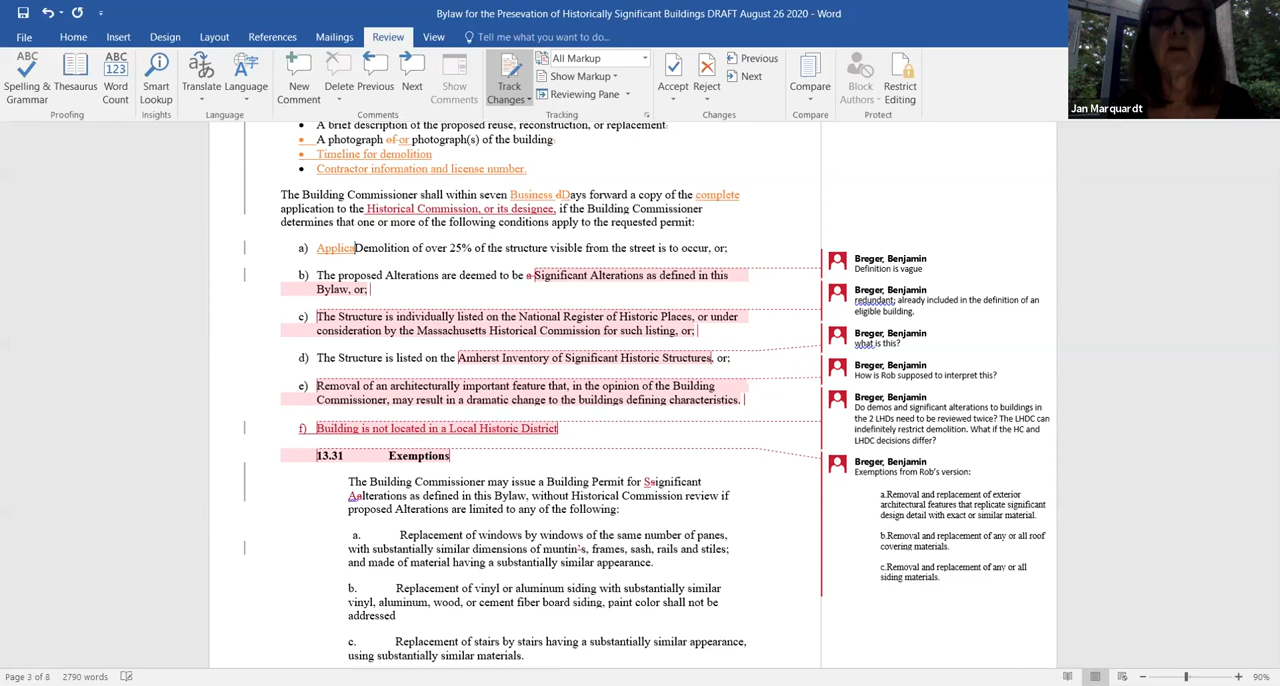 Bylaw for the Presevation of Historically Significant Buildings DRAFT August 26 2020 - Word
File Home Insert Design Layout References Mailings Review View Tell me what you want to do...
ABC Spelling & Grammar
Thesaurus
ABC 123 Word Count
Proofing
Smart Lookup
Insights
Translate
Language
Language
New Comment
Delete
Previous
Next
Show Comments
Comments
Track Changes
All Markup
Show Markup
Reviewing Pane
Tracking
Accept
Reject
Previous
Next
Changes
Compare
Compare
Block Authors
Restrict Editing
Protect
Jan Marquardt
• A brief description of the proposed reuse, reconstruction, or replacement.
• A photograph of or photograph(s) of the building.
• Timeline for demolition
• Contractor information and license number.
The Building Commissioner shall within seven Business dDays forward a copy of the complete
application to the Historical Commission, or its designee, if the Building Commissioner
determines that one or more of the following conditions apply to the requested permit:
a) ApplicaDemolition of over 25% of the structure visible from the street is to occur, or;
b) The proposed Alterations are deemed to be a Significant Alterations as defined in this
Bylaw, or;
c) The Structure is individually listed on the National Register of Historic Places, or under
consideration by the Massachusetts Historical Commission for such listing, or;
d) The Structure is listed on the Amherst Inventory of Significant Historic Structures, or;
e) Removal of an architecturally important feature that, in the opinion of the Building
Commissioner, may result in a dramatic change to the buildings defining characteristics.
f) Building is not located in a Local Historic District
13.31 Exemptions
The Building Commissioner may issue a Building Permit for Ssignificant
Aalterations as defined in this Bylaw, without Historical Commission review if
proposed Alterations are limited to any of the following:
a. Replacement of windows by windows of the same number of panes,
with substantially similar dimensions of muntin's, frames, sash, rails and stiles;
and made of material having a substantially similar appearance.
b. Replacement of vinyl or aluminum siding with substantially similar
vinyl, aluminum, wood, or cement fiber board siding, paint color shall not be
addressed
c. Replacement of stairs by stairs having a substantially similar appearance,
using substantially similar materials.
Breger, Benjamin
Definition is vague
Breger, Benjamin
redundant; already included in the definition of an
eligible building.
Breger, Benjamin
what is this?
Breger, Benjamin
How is Rob supposed to interpret this?
Breger, Benjamin
Do demos and significant alterations to buildings in
the 2 LHDs need to be reviewed twice? The LHDC can
indefinitely restrict demolition. What if the HC and
LHDC decisions differ?
Breger, Benjamin
Exemptions from Rob's version:
a.Removal and replacement of exterior
architectural features that replicate significant
design detail with exact or similar material.
b.Removal and replacement of any or all roof
covering materials.
c.Removal and replacement of any or all
siding materials.
Page 3 of 8 2790 words
90%